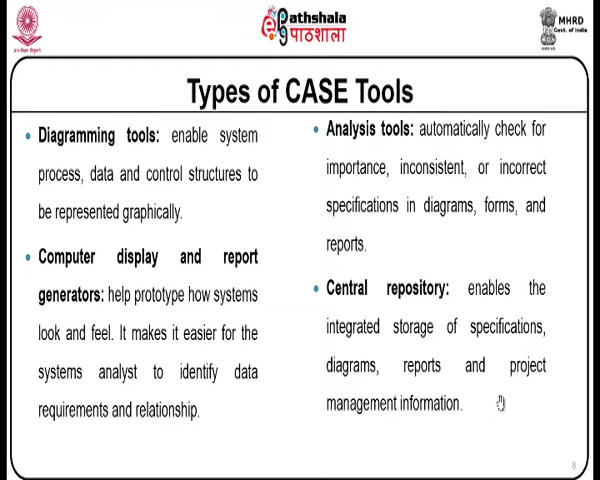 ePathshala
पाठशाला
MHRD
Govt. of India
Types of CASE Tools
• Diagramming tools: enable system
process, data and control structures to
be represented graphically.
• Computer display and report
generators: help prototype how systems
look and feel. It makes it easier for the
systems analyst to identify data
requirements and relationship.
• Analysis tools: automatically check for
importance, inconsistent, or incorrect
specifications in diagrams, forms, and
reports.
• Central repository: enables the
integrated storage of specifications,
diagrams, reports and project
management information.
6